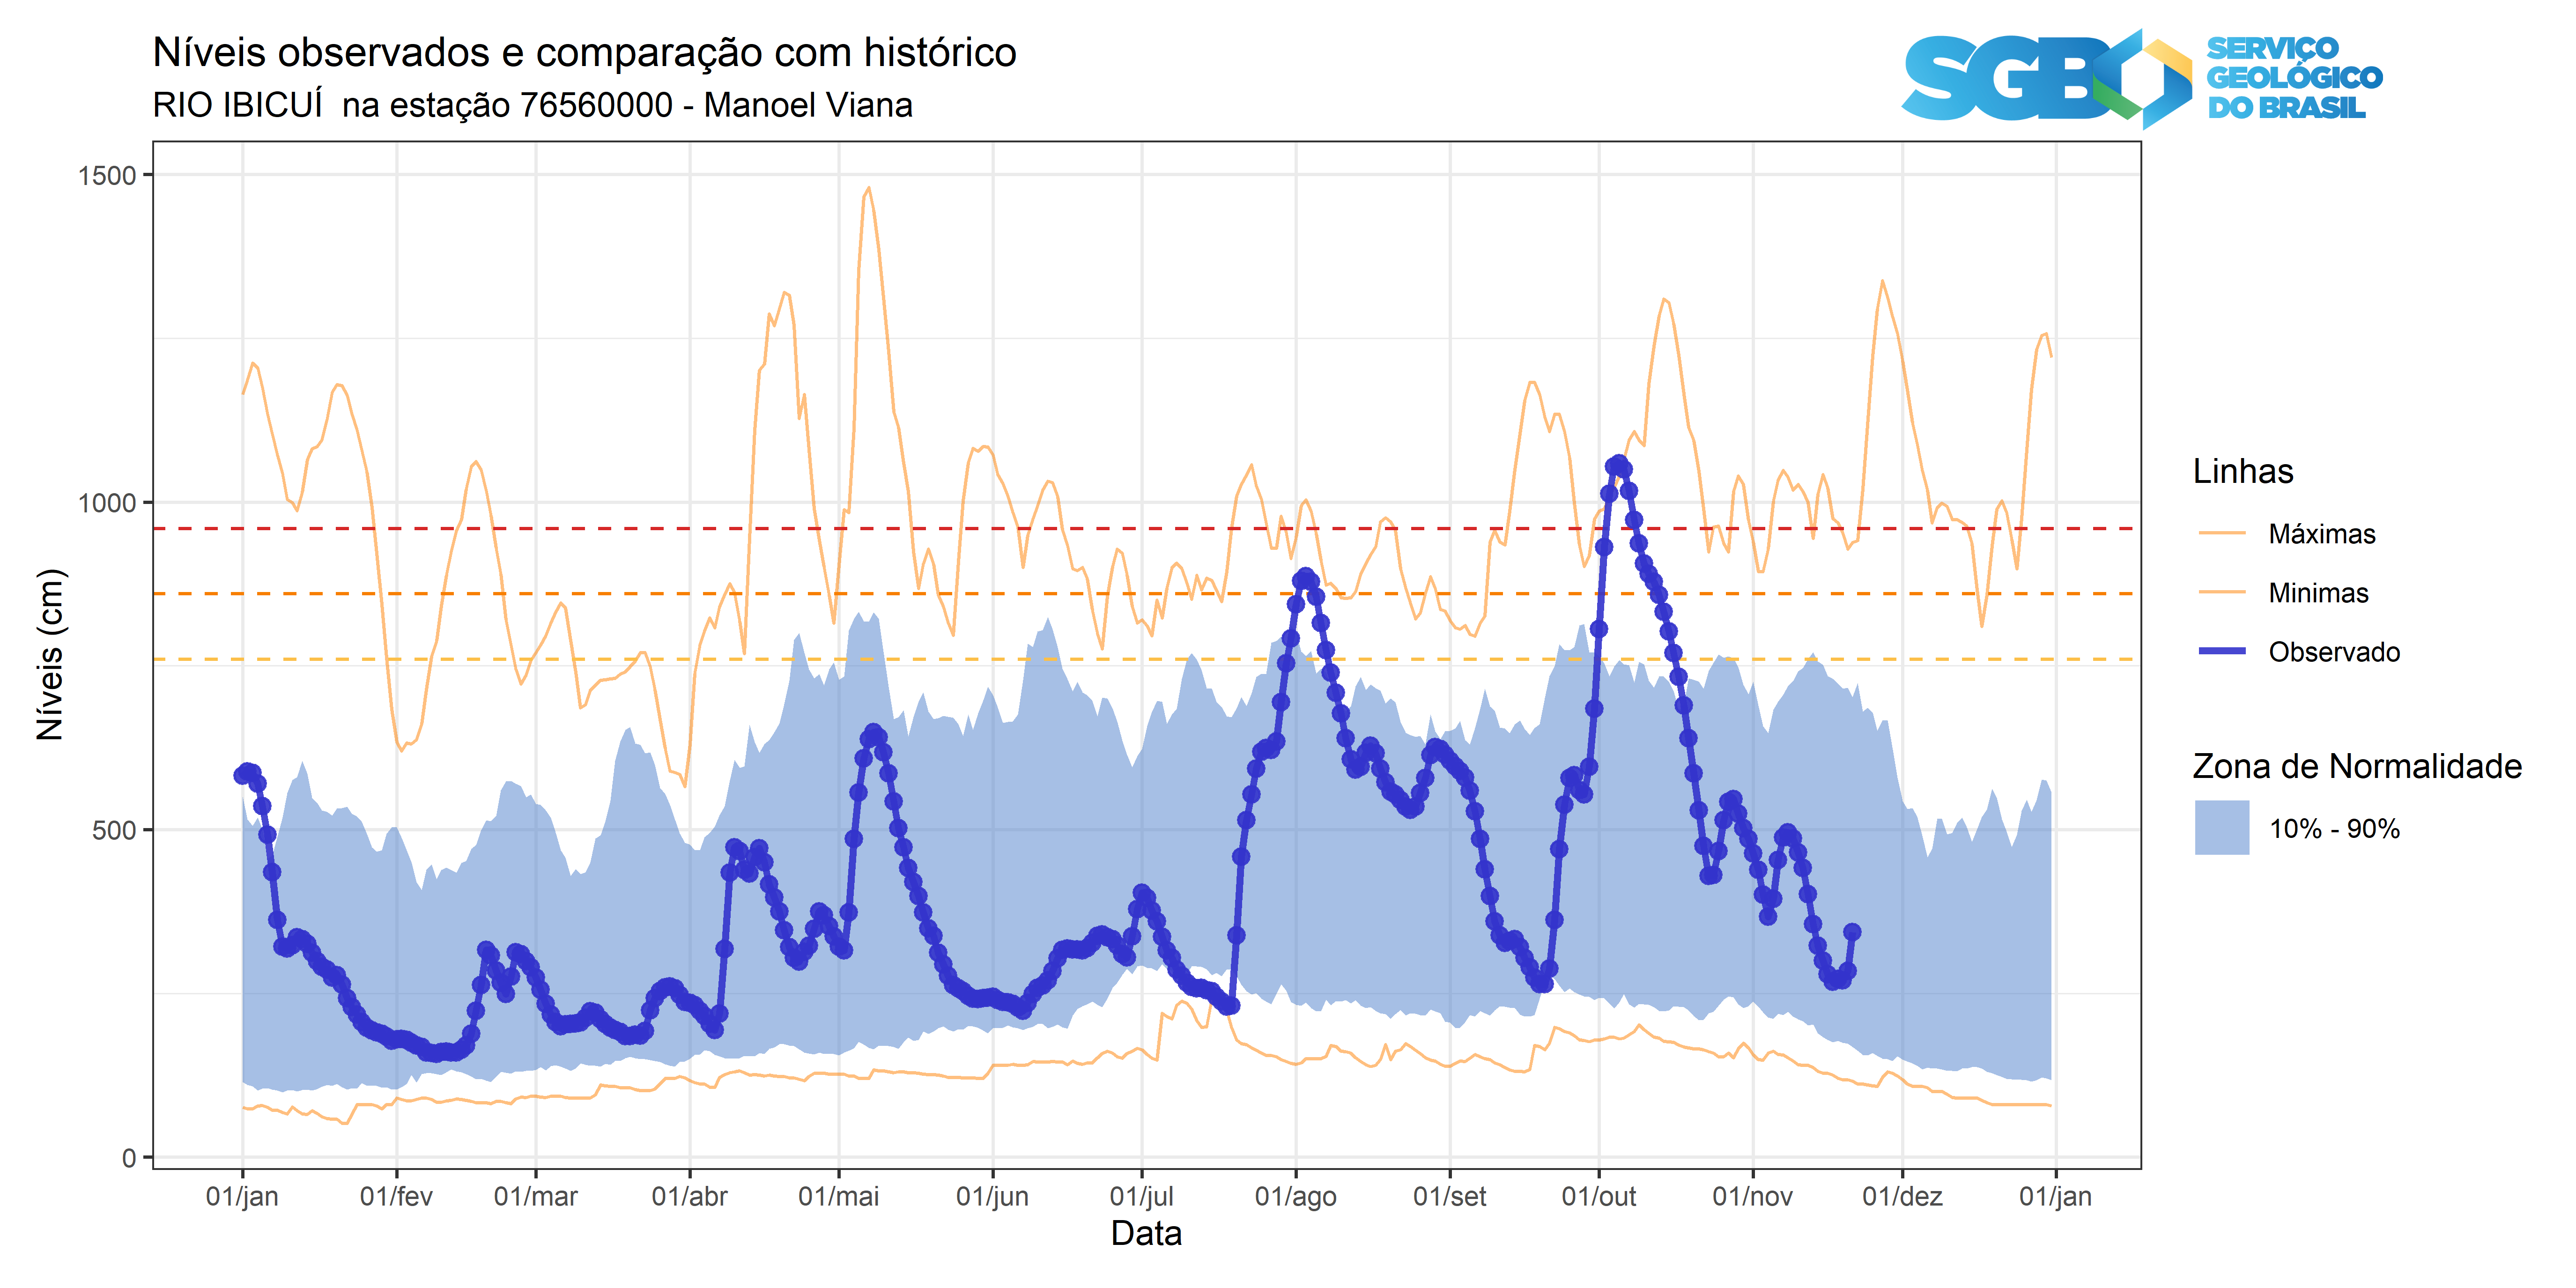 Níveis observados e comparação com histórico
RIO IBICUÍ  na estação 76560000 - Manoel Viana
SGB
SERVIÇO
GEOLÓGICO
DO BRASIL
1500
1000
500
0
Níveis (cm)
01/jan 01/fev 01/mar 01/abr 01/mai 01/jun 01/jul 01/ago 01/set 01/out 01/nov 01/dez 01/jan
Data
Linhas
Máximas
Minimas
Observado
Zona de Normalidade
10% - 90%